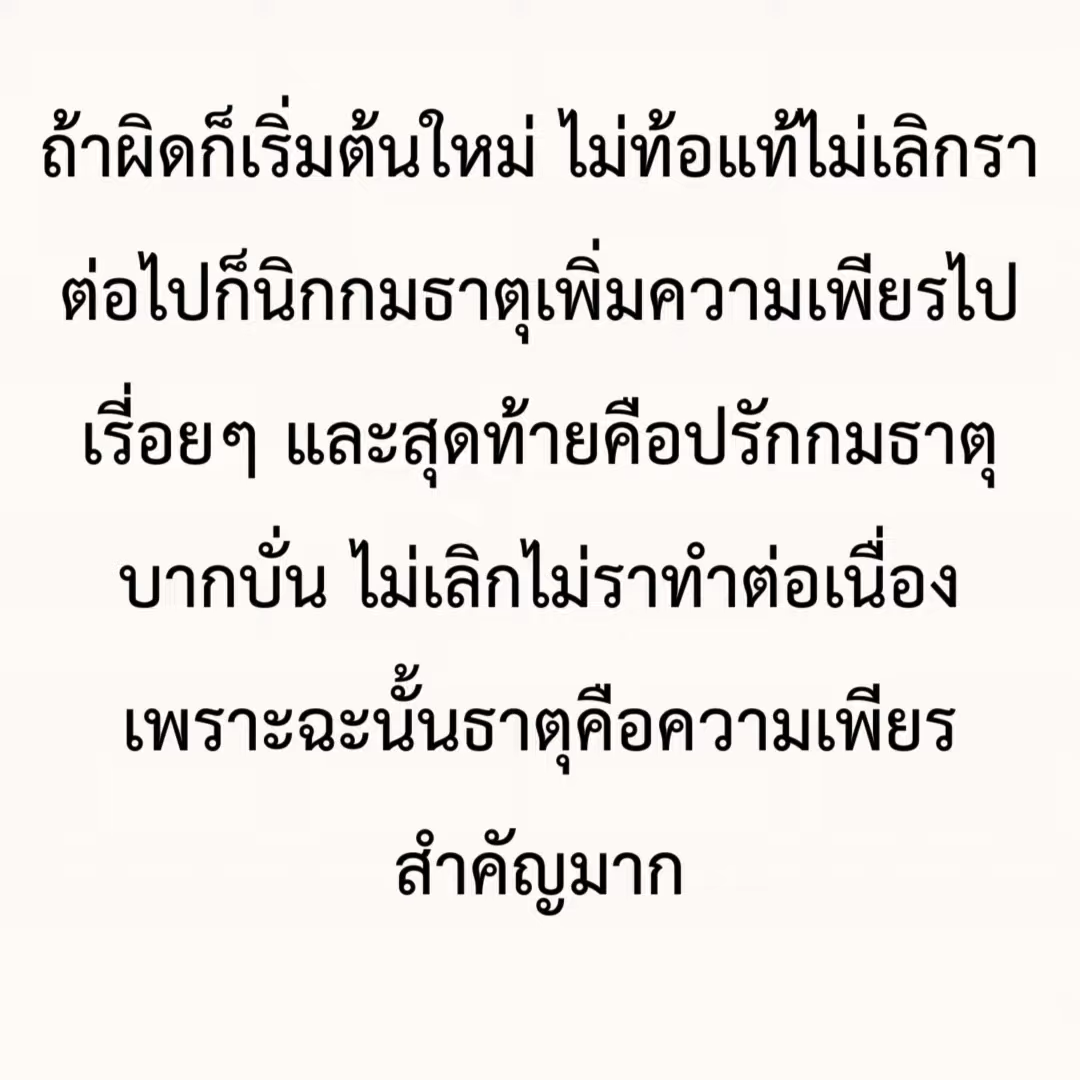 ถ้าผิดก็เริ่มต้นใหม่ ไม่ท้อแท้ไม่เลิกรา
ต่อไปก็นิกกมธาตุเพิ่มความเพียรไป
เรี่อยๆ และสุดท้ายคือปรักกมธาตุ
บากบั่น ไม่เลิกไม่ราทำต่อเนื่อง
เพราะฉะนั้นธาตุคือความเพียร
สำคัญมาก